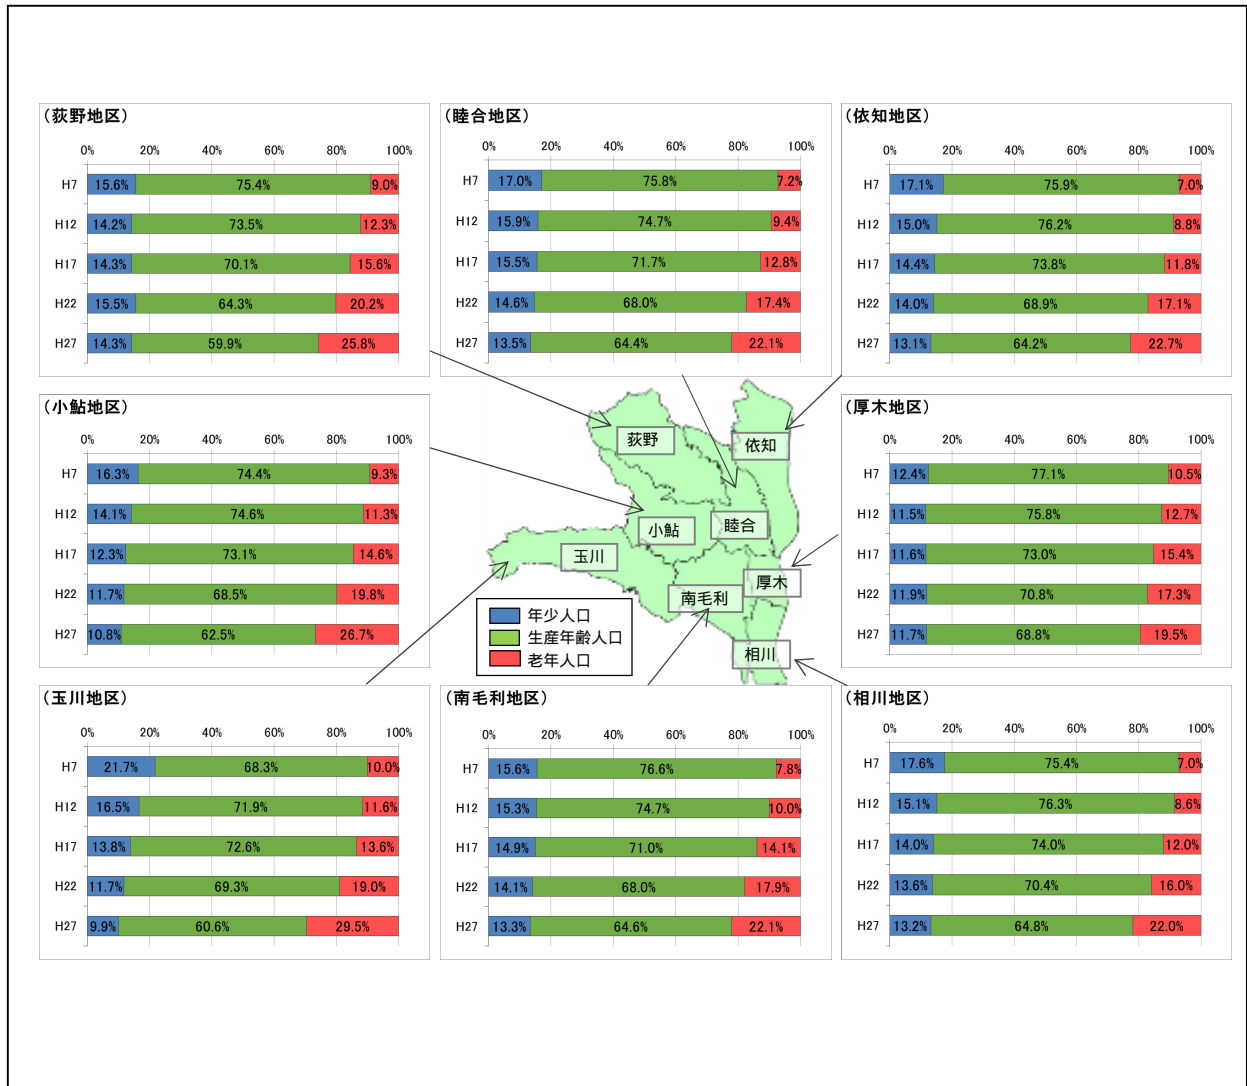 (荻野地区)
0% 20% 40% 60% 80% 100%
H7 15.6% 75.4% 9.0%
H12 14.2% 73.5% 12.3%
H17 14.3% 70.1% 15.6%
H22 15.5% 64.3% 20.2%
H27 14.3% 59.9% 25.8%
(睦合地区)
0% 20% 40% 60% 80% 100%
H7 17.0% 75.8% 7.2%
H12 15.9% 74.7% 9.4%
H17 15.5% 71.7% 12.8%
H22 14.6% 68.0% 17.4%
H27 13.5% 64.4% 22.1%
(依知地区)
0% 20% 40% 60% 80% 100%
H7 17.1% 75.9% 7.0%
H12 15.0% 76.2% 8.8%
H17 14.4% 73.8% 11.8%
H22 14.0% 68.9% 17.1%
H27 13.1% 64.2% 22.7%
(小鮎地区)
0% 20% 40% 60% 80% 100%
H7 16.3% 74.4% 9.3%
H12 14.1% 74.6% 11.3%
H17 12.3% 73.1% 14.6%
H22 11.7% 68.5% 19.8%
H27 10.8% 62.5% 26.7%
荻野
依知
小鮎
睦合
玉川
厚木
南毛利
相川
年少人口
生産年齢人口
老年人口
(厚木地区)
0% 20% 40% 60% 80% 100%
H7 12.4% 77.1% 10.5%
H12 11.5% 75.8% 12.7%
H17 11.6% 73.0% 15.4%
H22 11.9% 70.8% 17.3%
H27 11.7% 68.8% 19.5%
(玉川地区)
0% 20% 40% 60% 80% 100%
H7 21.7% 68.3% 10.0%
H12 16.5% 71.9% 11.6%
H17 13.8% 72.6% 13.6%
H22 11.7% 69.3% 19.0%
H27 9.9% 60.6% 29.5%
(南毛利地区)
0% 20% 40% 60% 80% 100%
H7 15.6% 76.6% 7.8%
H12 15.3% 74.7% 10.0%
H17 14.9% 71.0% 14.1%
H22 14.1% 68.0% 17.9%
H27 13.3% 64.6% 22.1%
(相川地区)
0% 20% 40% 60% 80% 100%
H7 17.6% 75.4% 7.0%
H12 15.1% 76.3% 8.6%
H17 14.0% 74.0% 12.0%
H22 13.6% 70.4% 16.0%
H27 13.2% 64.8% 22.0%